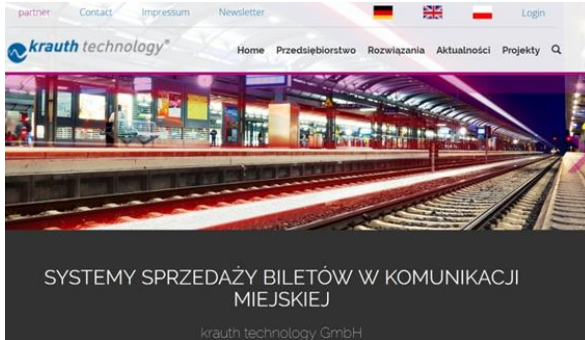 partner Contact Impressum Newsletter Login
krauth technology®
Home Przedsiębiorstwo Rozwiązania Aktualności Projekty
SYSTEMY SPRZEDAŻY BILETÓW W KOMUNIKACJI
MIEJSKIEJ
krauth technology GmbH